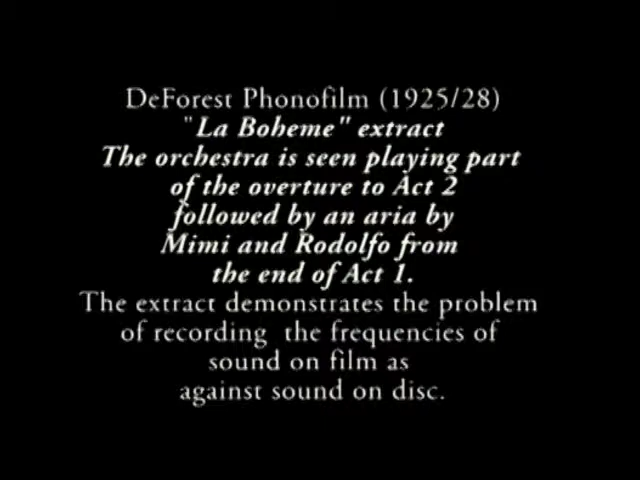 DeForest Phonofilm (1925/28)
"La Boheme" extract
The orchestra is seen playing part
of the overture to Act 2
followed by an aria by
Mimi and Rodolfo from
the end of Act 1.
The extract demonstrates the problem
of recording the frequencies of
sound on film as
against sound on disc.